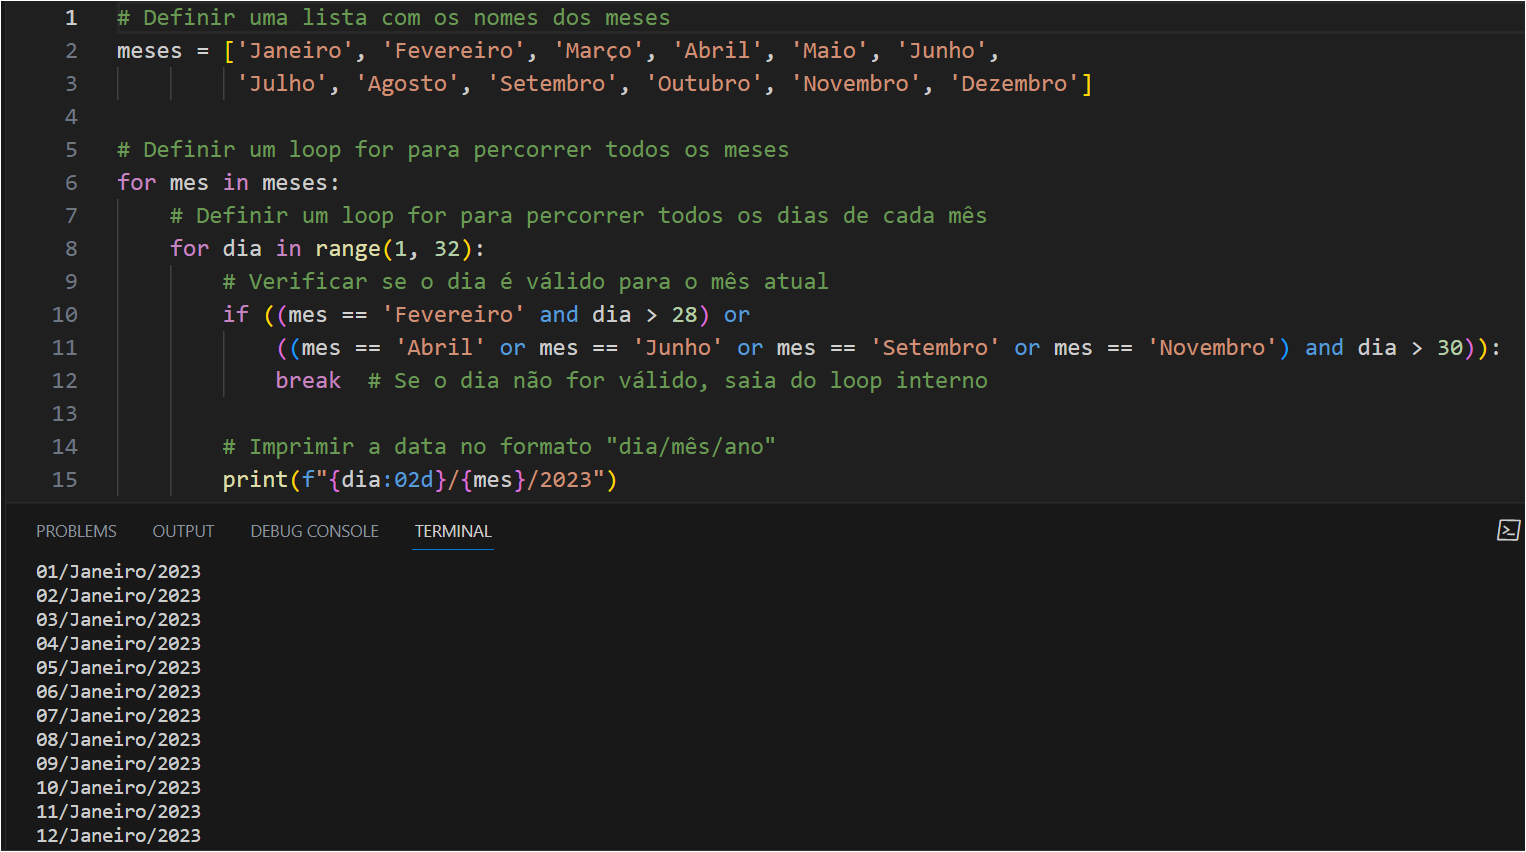 1 # Definir uma lista com os nomes dos meses
2 meses = ['Janeiro', 'Fevereiro', 'Março', 'Abril', 'Maio', 'Junho',
3 'Julho', 'Agosto', 'Setembro', 'Outubro', 'Novembro', 'Dezembro']
4
5 # Definir um loop for para percorrer todos os meses
6 for mes in meses:
7 # Definir um loop for para percorrer todos os dias de cada mês
8 for dia in range(1, 32):
9 # Verificar se o dia é válido para o mês atual
10 if ((mes == 'Fevereiro' and dia > 28) or
11 ((mes == 'Abril' or mes == 'Junho' or mes == 'Setembro' or mes == 'Novembro') and dia > 30)):
12 break  # Se o dia não for válido, saia do loop interno
13
14 # Imprimir a data no formato "dia/mês/ano"
15 print(f"{dia:02d}/{mes}/2023")
PROBLEMS OUTPUT DEBUG CONSOLE TERMINAL
01/Janeiro/2023
02/Janeiro/2023
03/Janeiro/2023
04/Janeiro/2023
05/Janeiro/2023
06/Janeiro/2023
07/Janeiro/2023
08/Janeiro/2023
09/Janeiro/2023
10/Janeiro/2023
11/Janeiro/2023
12/Janeiro/2023